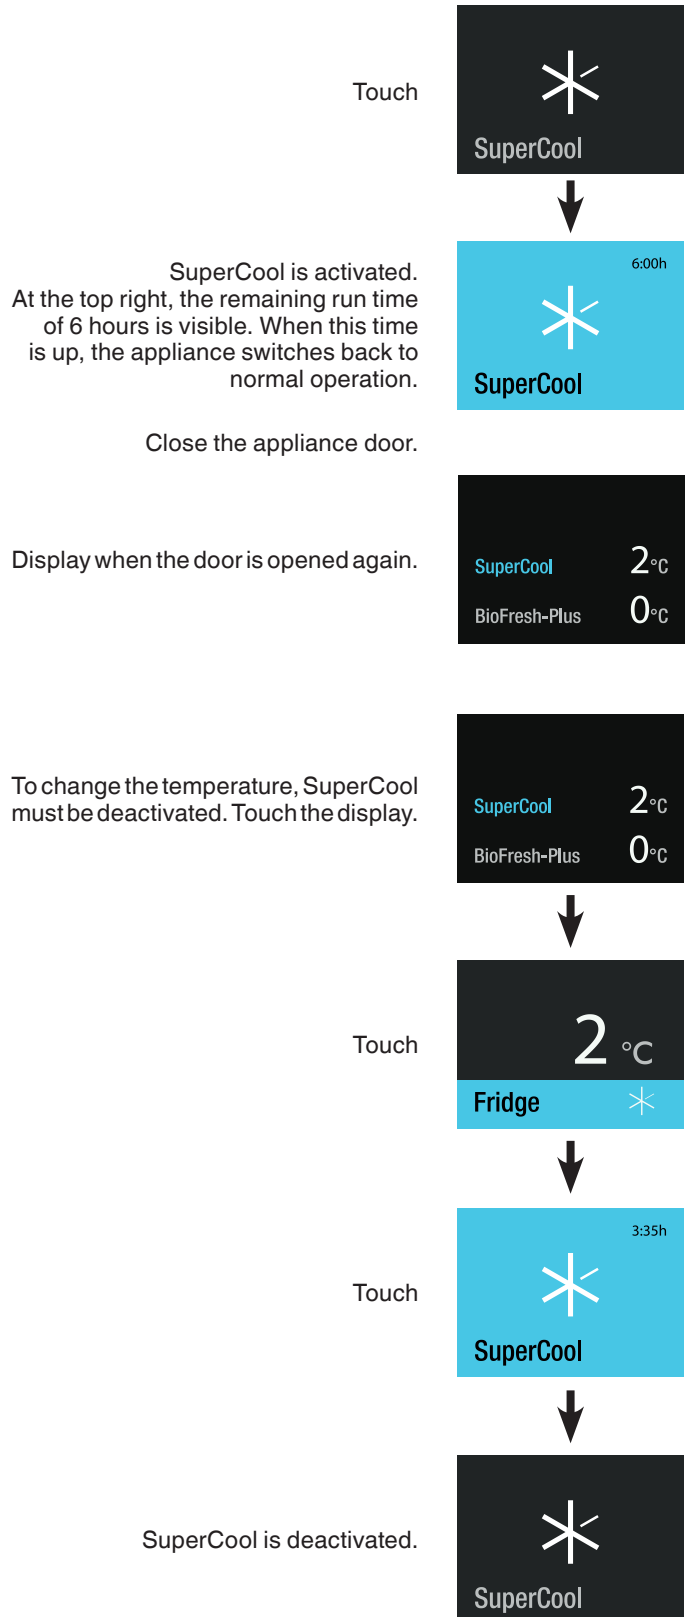 Touch
SuperCool
SuperCool is activated.
At the top right, the remaining run time
of 6 hours is visible. When this time
is up, the appliance switches back to
normal operation.
6:00h
SuperCool
Close the appliance door.
Display when the door is opened again.
SuperCool 2°C
BioFresh-Plus 0°C
To change the temperature, SuperCool
must be deactivated. Touch the display.
SuperCool 2°C
BioFresh-Plus 0°C
Touch
2 °C
Fridge
Touch
3:35h
SuperCool
SuperCool is deactivated.
SuperCool